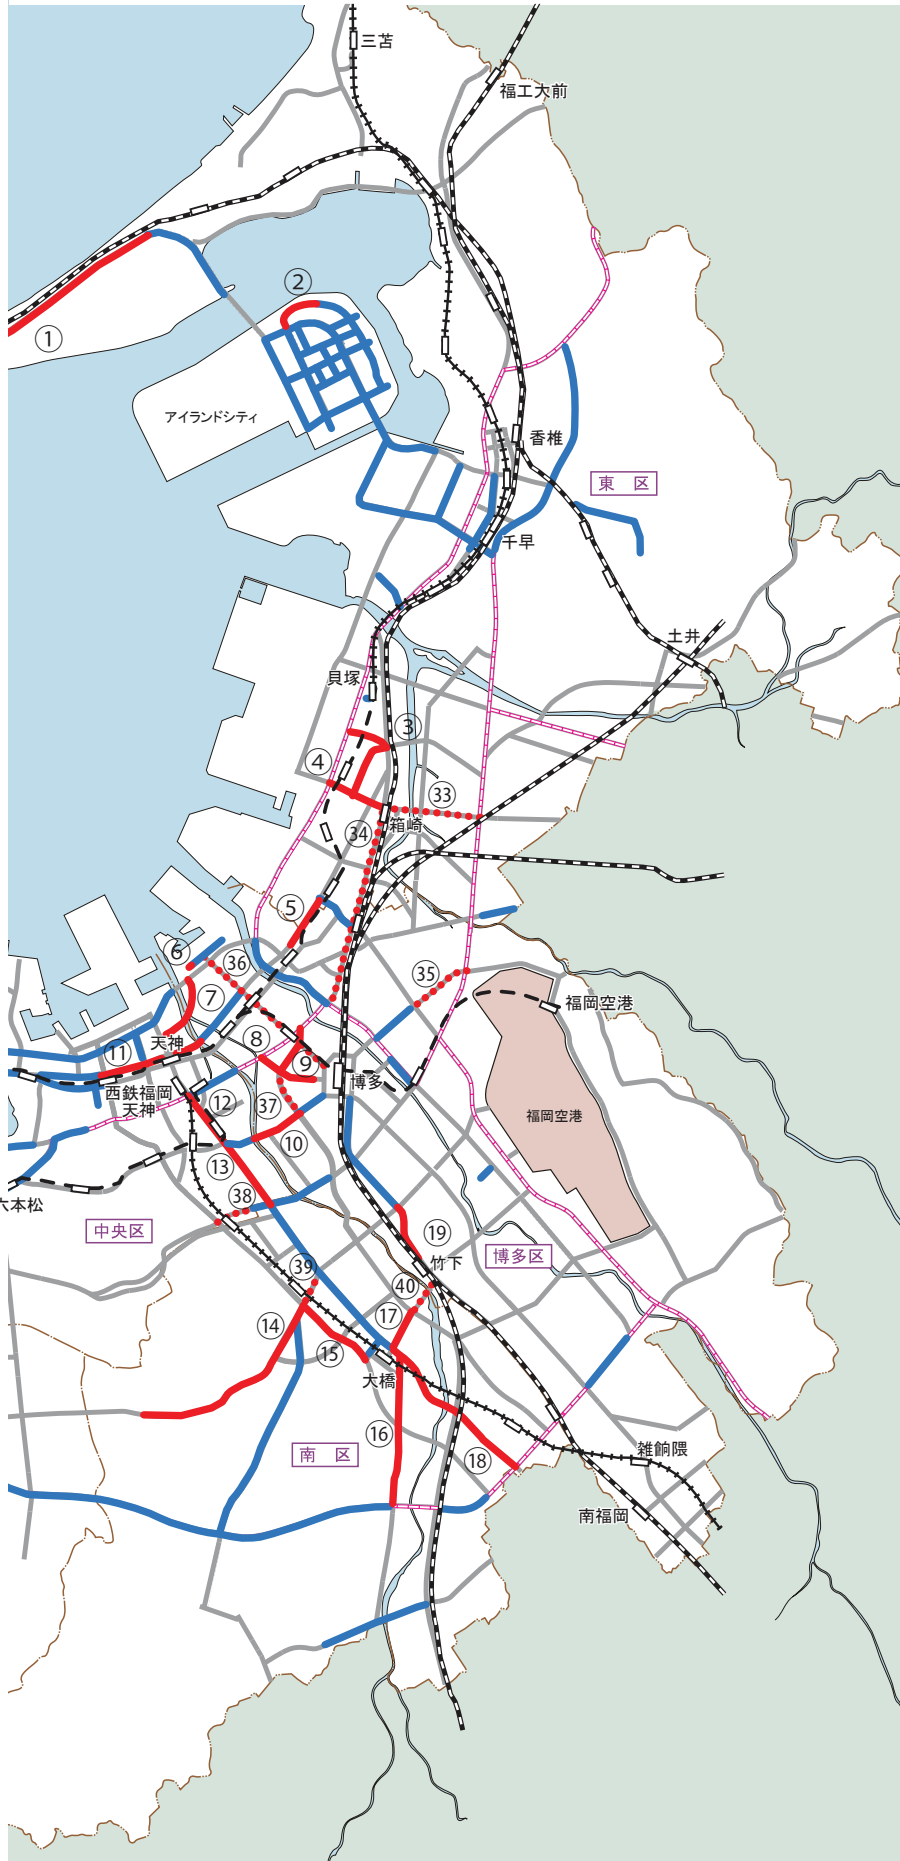 三苫
福工大前
②
①
アイランドシティ
香椎
東 区
千早
土井
貝塚
③
④
㉝
箱崎
㉞
⑤
⑥
㊱
㉟
⑦
福岡空港
⑧
天神
⑪
⑨
博多
西鉄福岡
天神
⑫
㊲
福岡空港
⑩
⑬
六本松
㊳
中央区
⑲
博多区
竹下
㊴
㊵
⑰
⑭
⑮
大橋
⑯
南 区
⑱
雑餉隈
南福岡